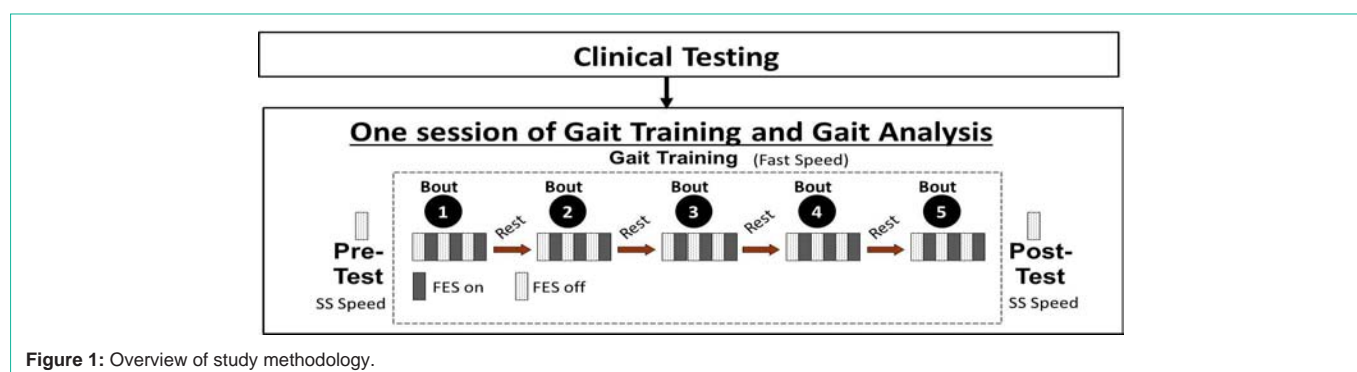 Clinical Testing
One session of Gait Training and Gait Analysis
Gait Training (Fast Speed)
Bout Bout Bout Bout Bout
1 Rest 2 Rest 3 Rest 4 Rest 5
Pre-
Test
SS Speed
FES on FES off
Post-
Test
SS Speed
Figure 1: Overview of study methodology.